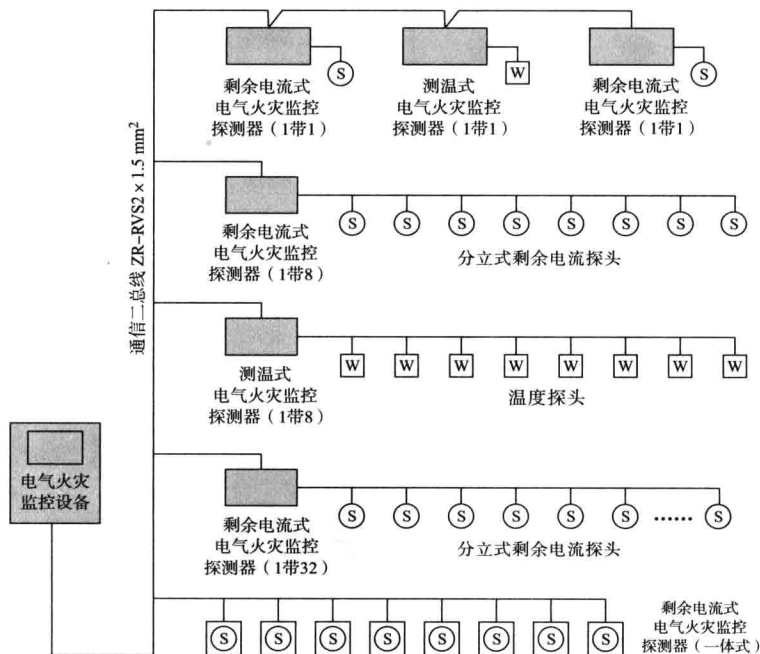 S
W
S
剩余电流式
电气火灾监控
探测器（1带1）
测温式
电气火灾监控
探测器（1带1）
剩余电流式
电气火灾监控
探测器（1带1）
通信二总线 ZR-RVS2×1.5 mm²
S S S S S S S S
剩余电流式
电气火灾监控
探测器（1带8）
分立式剩余电流探头
W W W W W W W W
测温式
电气火灾监控
探测器（1带8）
温度探头
电气火灾
监控设备
S S S S S S …… S
剩余电流式
电气火灾监控
探测器（1带32）
分立式剩余电流探头
S S S S S S S S
剩余电流式
电气火灾监控
探测器（一体式）